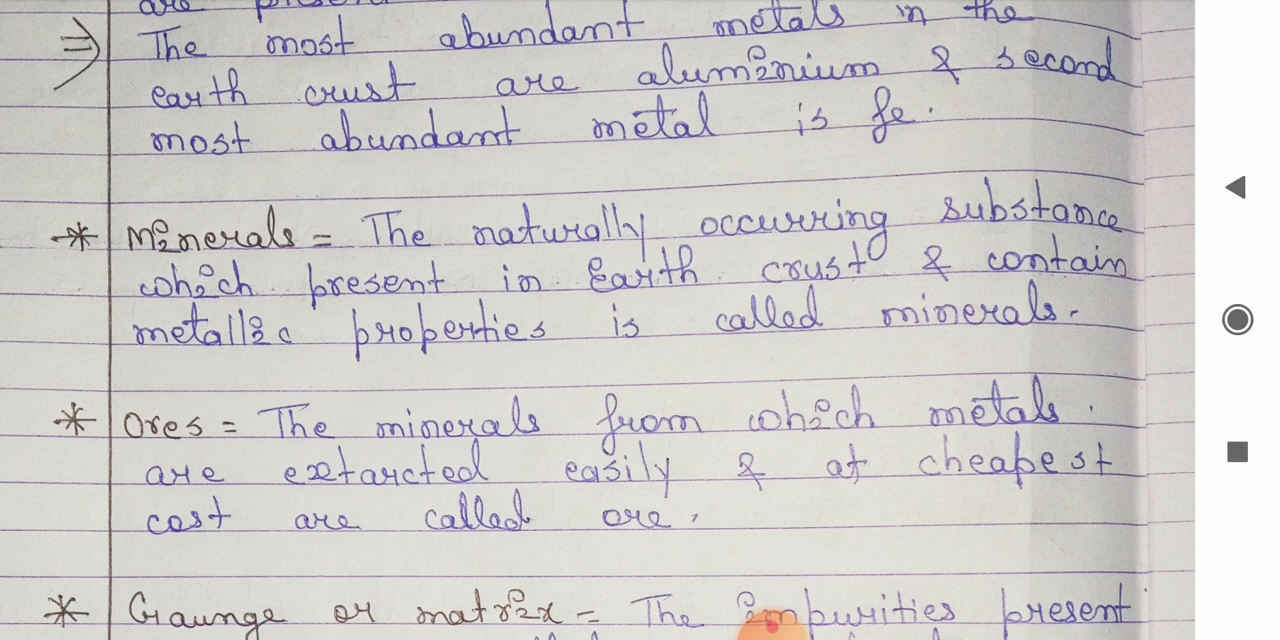 are
⇒ The most abundant metals in the
earth crust are aluminium & second
most abundant metal is fe.
* Minerals = The naturally occurring substance
which present in Earth crust & contain
metallic properties is called minerals.
* Ores = The minerals from which metals.
are extarcted easily & at cheapest
cost are called ore.
* Gaunge or matrix = The impurities present